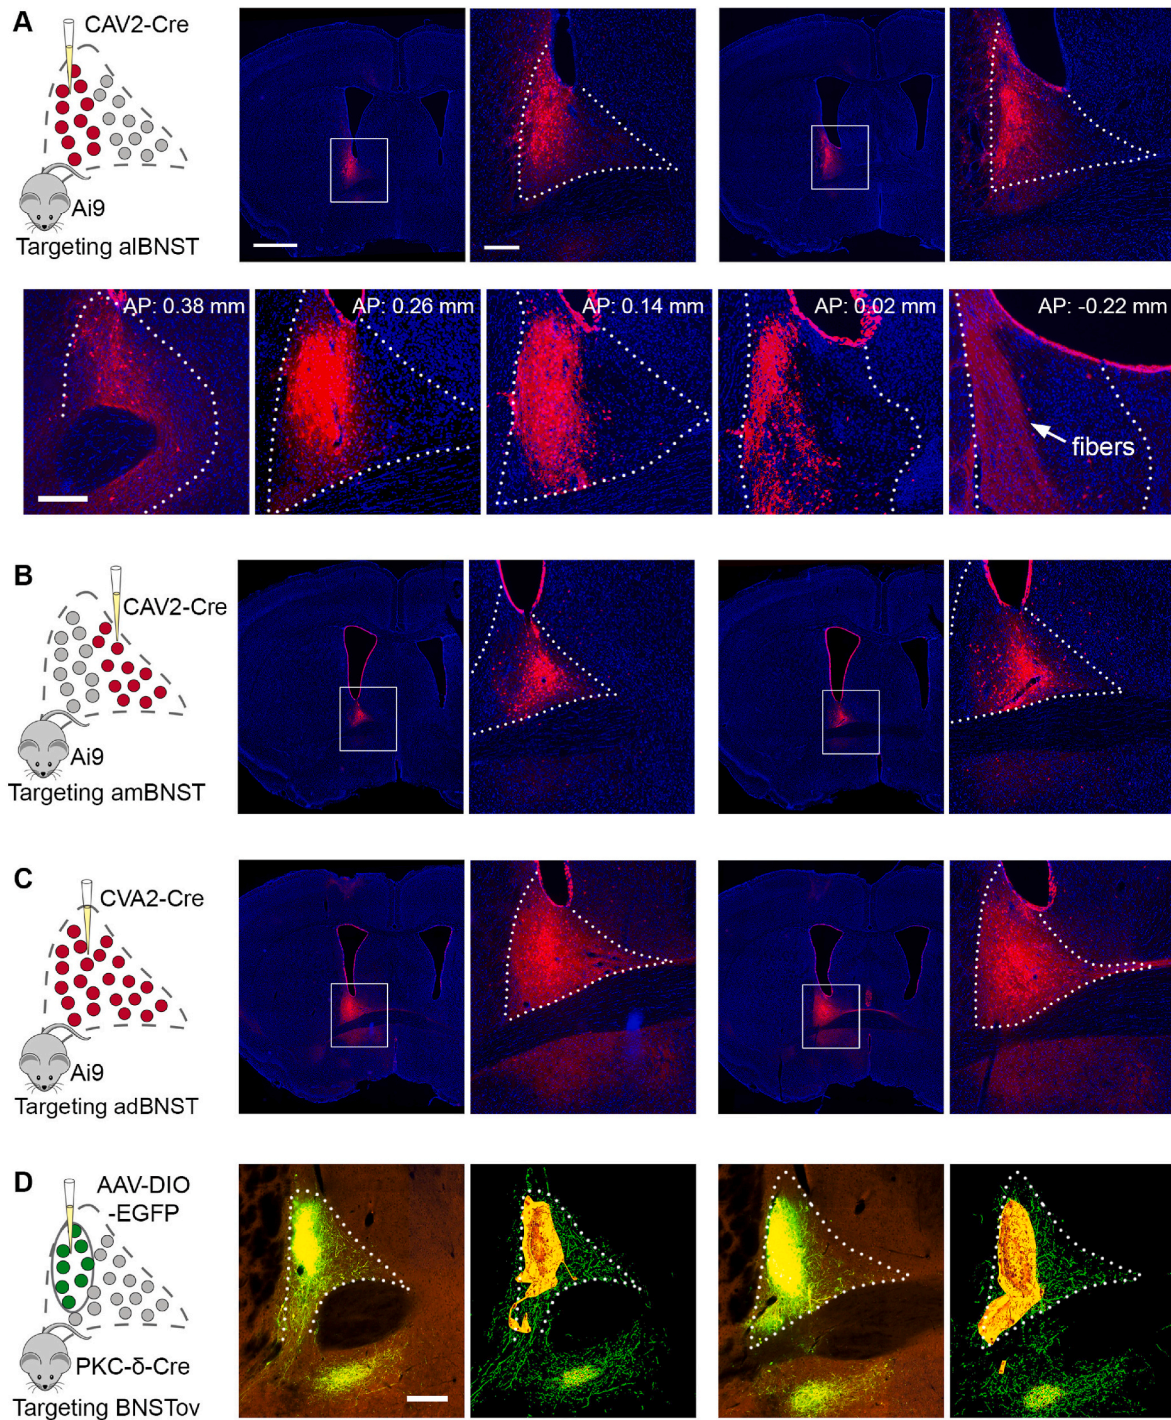 A
CAV2-Cre
Ai9
Targeting alBNST
AP: 0.38 mm
AP: 0.26 mm
AP: 0.14 mm
AP: 0.02 mm
AP: -0.22 mm
fibers
B
CAV2-Cre
Ai9
Targeting amBNST
C
CVA2-Cre
Ai9
Targeting adBNST
D
AAV-DIO
-EGFP
PKC-δ-Cre
Targeting BNSTov